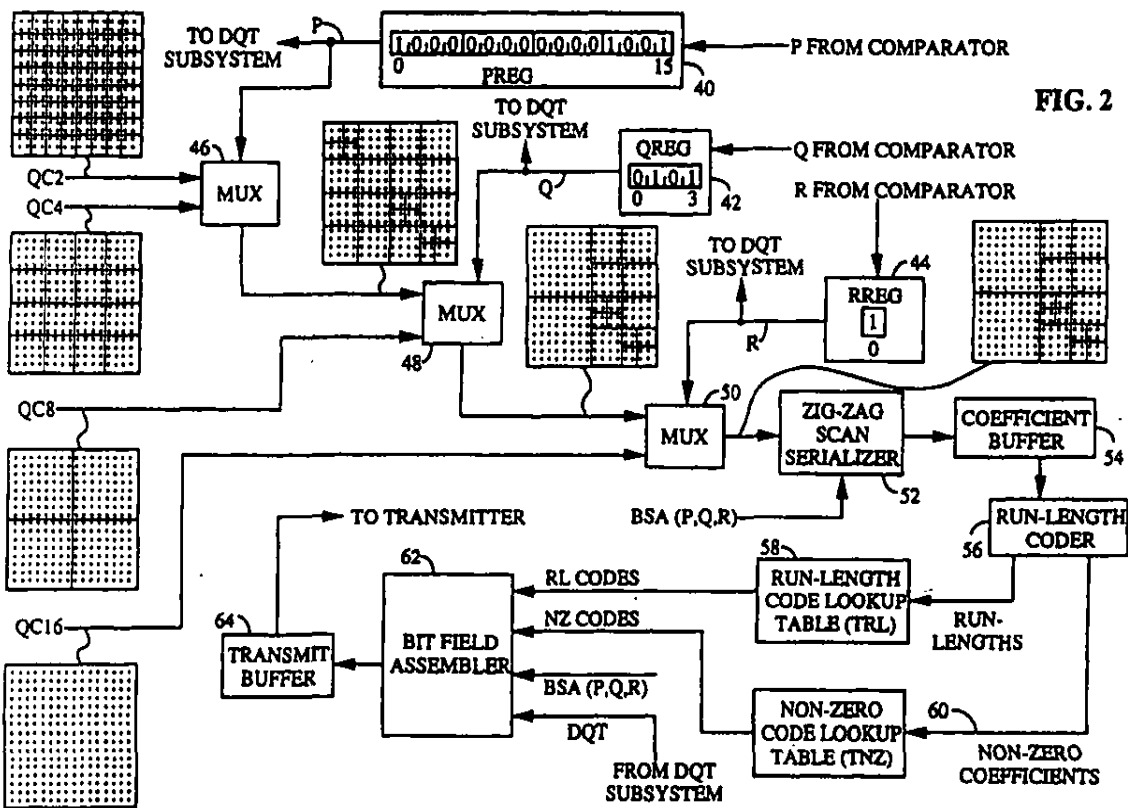 TO DQT
SUBSYSTEM
P
1 0 0 0 0 0 0 0 0 0 0 0 1 0 0 1
0 15
PREG
40
P FROM COMPARATOR
FIG. 2
TO DQT
SUBSYSTEM
46
MUX
QC2
QC4
Q
QREG
0 1 0 1
0 3
42
Q FROM COMPARATOR
R FROM COMPARATOR
TO DQT
SUBSYSTEM
44
RREG
1
0
R
MUX
48
QC8
50
MUX
ZIG-ZAG
SCAN
SERIALIZER
52
COEFFICIENT
BUFFER
54
BSA (P,Q,R)
RUN-LENGTH
CODER
56
TO TRANSMITTER
62
58
RL CODES
RUN-LENGTH
CODE LOOKUP
TABLE (TRL)
RUN-
LENGTHS
QC16
64
TRANSMIT
BUFFER
BIT FIELD
ASSEMBLER
NZ CODES
BSA (P,Q,R)
DQT
FROM DQT
SUBSYSTEM
NON-ZERO
CODE LOOKUP
TABLE (TNZ)
60
NON-ZERO
COEFFICIENTS